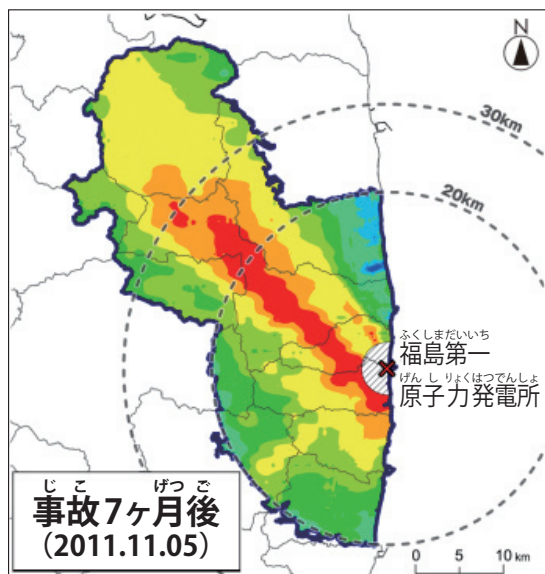 N
30km
20km
ふくしまだいいち
福島第一
げんしりょくはつでんしょ
原子力発電所
じこ げつご
事故7ヶ月後
(2011.11.05)
0 5 10 km